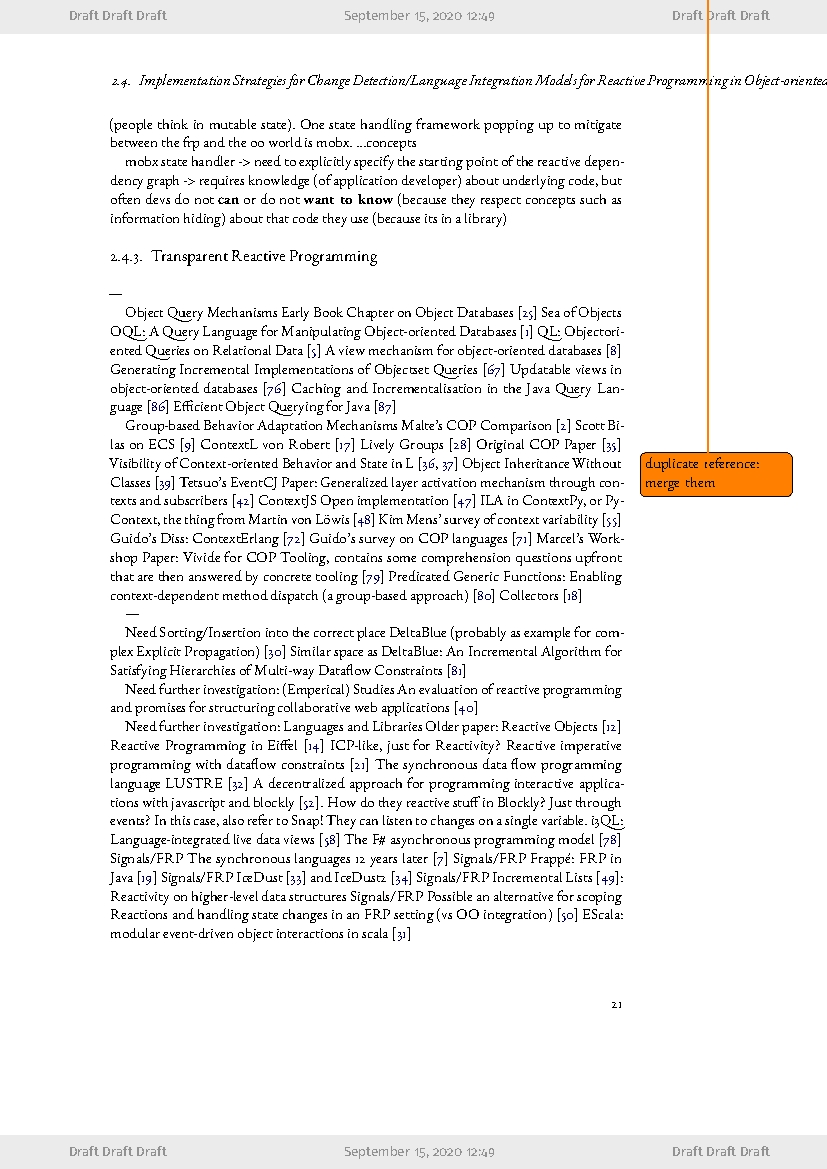 Draft Draft Draft September 15, 2020 12:49 Draft Draft Draft
2.4. Implementation Strategies for Change Detection/Language Integration Models for Reactive Programming in Object-oriented
(people think in mutable state). One state handling framework popping up to mitigate
between the frp and the oo world is mobx. ...concepts
mobx state handler -> need to explicitly specify the starting point of the reactive depen-
dency graph -> requires knowledge (of application developer) about underlying code, but
often devs do not can or do not want to know (because they respect concepts such as
information hiding) about that code they use (because its in a library)
2.4.3. Transparent Reactive Programming
—
Object Query Mechanisms Early Book Chapter on Object Databases [25] Sea of Objects
OQL: A Query Language for Manipulating Object-oriented Databases [1] QL: Objectori-
ented Queries on Relational Data [5] A view mechanism for object-oriented databases [8]
Generating Incremental Implementations of Objectset Queries [67] Updatable views in
object-oriented databases [76] Caching and Incrementalisation in the Java Query Lan-
guage [86] Efficient Object Querying for Java [87]
Group-based Behavior Adaptation Mechanisms Malte's COP Comparison [2] Scott Bi-
las on ECS [9] ContextL von Robert [17] Lively Groups [28] Original COP Paper [35]
Visibility of Context-oriented Behavior and State in L [36, 37] Object Inheritance Without
duplicate reference:
merge them
Classes [39] Tetsuo's EventCJ Paper: Generalized layer activation mechanism through con-
texts and subscribers [42] ContextJS Open implementation [47] ILA in ContextPy, or Py-
Context, the thing from Martin von Löwis [48] Kim Mens' survey of context variability [55]
Guido's Diss: ContextErlang [72] Guido's survey on COP languages [71] Marcel's Work-
shop Paper: Vivide for COP Tooling, contains some comprehension questions upfront
that are then answered by concrete tooling [79] Predicated Generic Functions: Enabling
context-dependent method dispatch (a group-based approach) [80] Collectors [18]
—
Need Sorting/Insertion into the correct place DeltaBlue (probably as example for com-
plex Explicit Propagation) [30] Similar space as DeltaBlue: An Incremental Algorithm for
Satisfying Hierarchies of Multi-way Dataflow Constraints [81]
Need further investigation: (Emperical) Studies An evaluation of reactive programming
and promises for structuring collaborative web applications [40]
Need further investigation: Languages and Libraries Older paper: Reactive Objects [12]
Reactive Programming in Eiffel [14] ICP-like, just for Reactivity? Reactive imperative
programming with dataflow constraints [21] The synchronous data flow programming
language LUSTRE [32] A decentralized approach for programming interactive applica-
tions with javascript and blockly [52]. How do they reactive stuff in Blockly? Just through
events? In this case, also refer to Snap! They can listen to changes on a single variable. i3QL:
Language-integrated live data views [58] The F# asynchronous programming model [78]
Signals/FRP The synchronous languages 12 years later [7] Signals/FRP Frappé: FRP in
Java [19] Signals/FRP IceDust [33] and IceDust2 [34] Signals/FRP Incremental Lists [49]:
Reactivity on higher-level data structures Signals/FRP Possible an alternative for scoping
Reactions and handling state changes in an FRP setting (vs OO integration) [50] EScala:
modular event-driven object interactions in scala [31]
21
Draft Draft Draft September 15, 2020 12:49 Draft Draft Draft